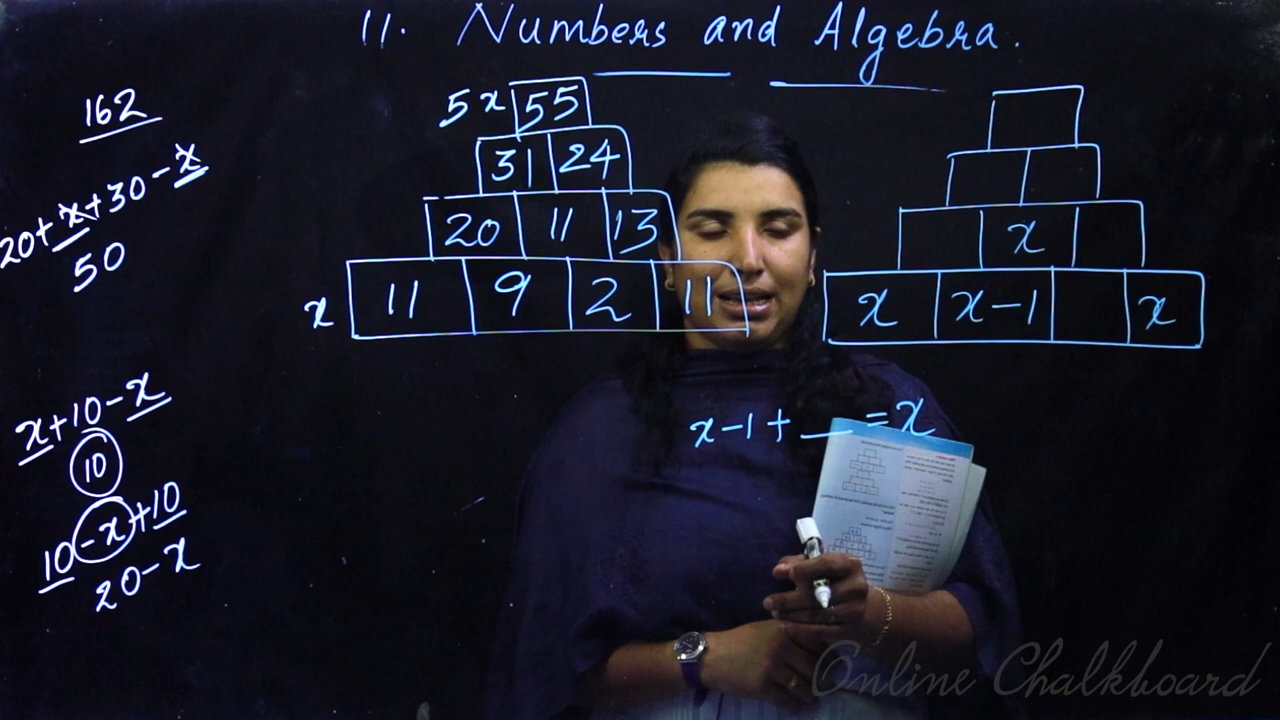 11. Numbers and Algebra.
162
20+x+30-x
50
5x 55
31 24
20 11 13
x 11 9 2 11
x
x x-1 x
x-1+__=x
x+10-x
10
10-x+10
20-x
Online Chalkboard